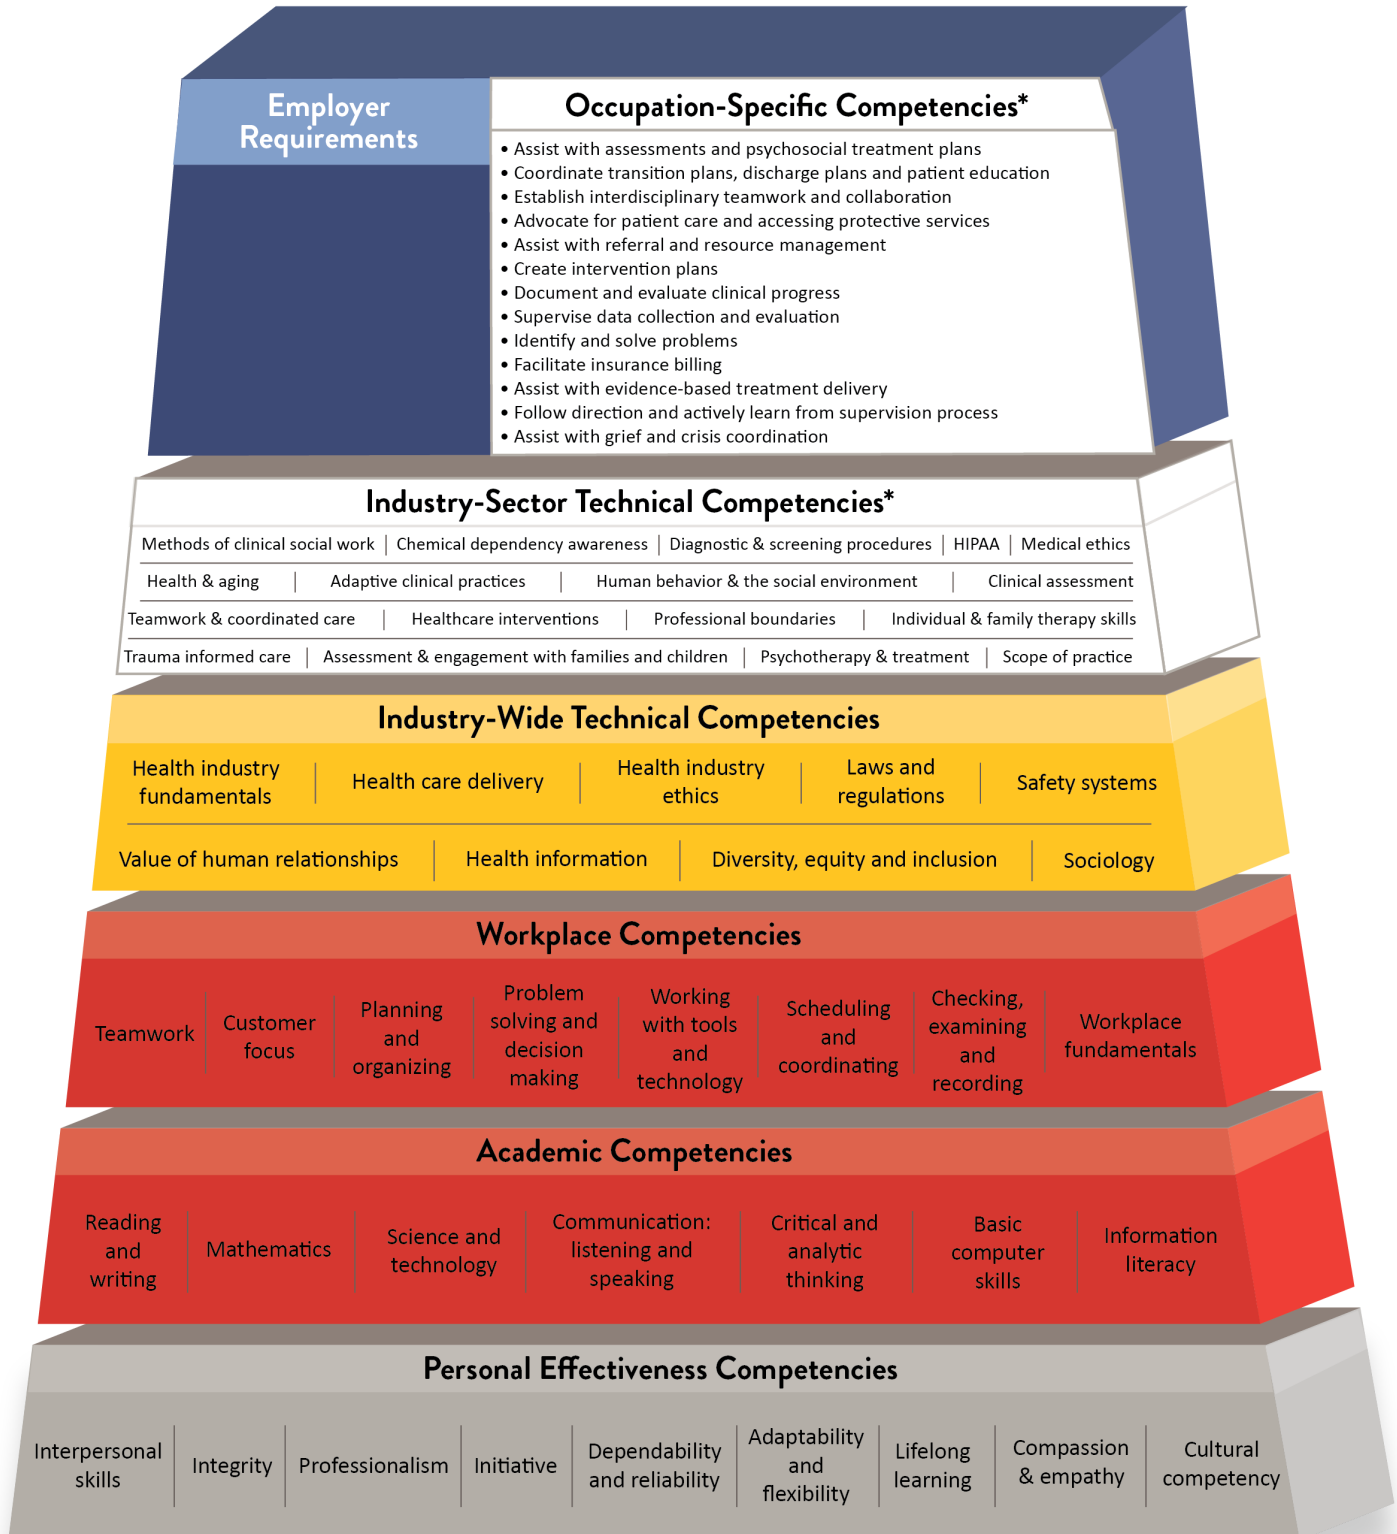 Employer
Requirements
Occupation-Specific Competencies*
• Assist with assessments and psychosocial treatment plans
• Coordinate transition plans, discharge plans and patient education
• Establish interdisciplinary teamwork and collaboration
• Advocate for patient care and accessing protective services
• Assist with referral and resource management
• Create intervention plans
• Document and evaluate clinical progress
• Supervise data collection and evaluation
• Identify and solve problems
• Facilitate insurance billing
• Assist with evidence-based treatment delivery
• Follow direction and actively learn from supervision process
• Assist with grief and crisis coordination
Industry-Sector Technical Competencies*
Methods of clinical social work | Chemical dependency awareness | Diagnostic & screening procedures | HIPAA | Medical ethics
Health & aging | Adaptive clinical practices | Human behavior & the social environment | Clinical assessment
Teamwork & coordinated care | Healthcare interventions | Professional boundaries | Individual & family therapy skills
Trauma informed care | Assessment & engagement with families and children | Psychotherapy & treatment | Scope of practice
Industry-Wide Technical Competencies
Health industry
fundamentals
Health care delivery
Health industry
ethics
Laws and
regulations
Safety systems
Value of human relationships | Health information | Diversity, equity and inclusion | Sociology
Workplace Competencies
Teamwork
Customer
focus
Planning
and
organizing
Problem
solving and
decision
making
Working
with tools
and
technology
Scheduling
and
coordinating
Checking,
examining
and
recording
Workplace
fundamentals
Academic Competencies
Reading
and
writing
Mathematics
Science and
technology
Communication:
listening and
speaking
Critical and
analytic
thinking
Basic
computer
skills
Information
literacy
Personal Effectiveness Competencies
Interpersonal
skills
Integrity
Professionalism
Initiative
Dependability
and reliability
Adaptability
and
flexibility
Lifelong
learning
Compassion
& empathy
Cultural
competency